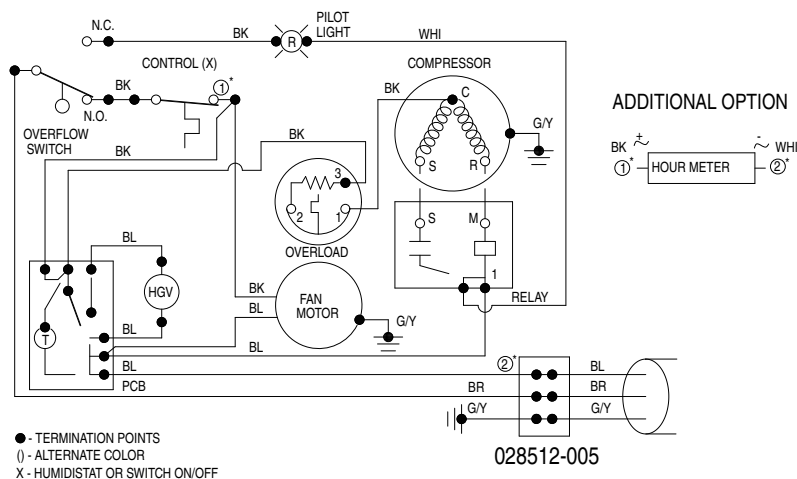 N.C.
BK
R
PILOT
LIGHT
WHI
CONTROL (X)
COMPRESSOR
BK
1*
BK
C
N.O.
G/Y
OVERFLOW
SWITCH
BK
BK
S
R
3
2
1
OVERLOAD
S
M
1
RELAY
BL
HGV
BK
BL
FAN
MOTOR
G/Y
T
BL
BL
BL
PCB
2*
BL
BR
BR
G/Y
G/Y
028512-005
ADDITIONAL OPTION
BK + ~
- ~ WHI
1* HOUR METER 2*
● - TERMINATION POINTS
() - ALTERNATE COLOR
X - HUMIDISTAT OR SWITCH ON/OFF